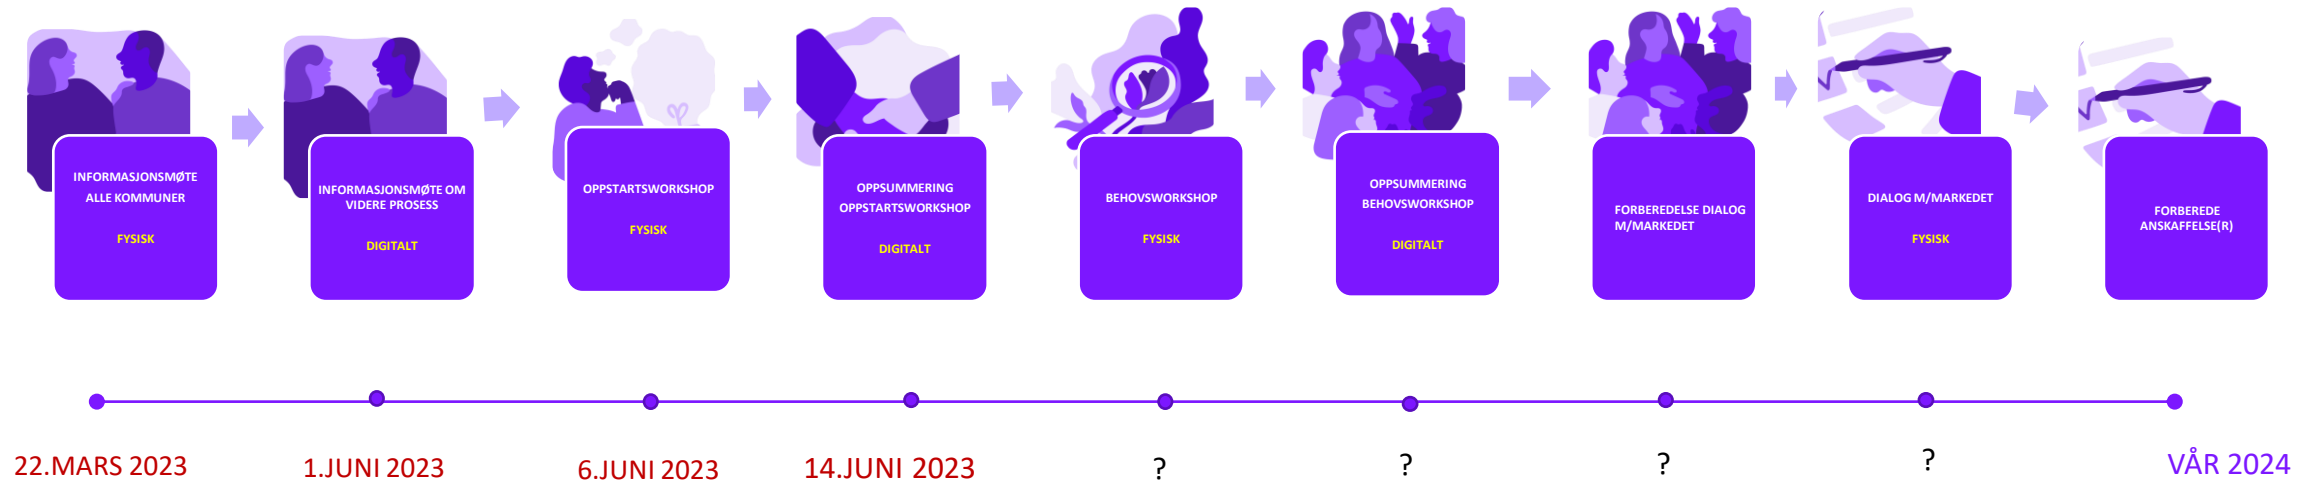 INFORMASJONSMØTE
ALLE KOMMUNER
FYSISK
INFORMASJONSMØTE OM
VIDERE PROSESS
DIGITALT
OPPSTARTSWORKSHOP
FYSISK
OPPSUMMERING
OPPSTARTSWORKSHOP
DIGITALT
BEHOVSWORKSHOP
FYSISK
OPPSUMMERING
BEHOVSWORKSHOP
DIGITALT
FORBEREDELSE DIALOG
M/MARKEDET
DIALOG M/MARKEDET
FYSISK
FORBEREDE
ANSKAFFELSE(R)
22.MARS 2023
1.JUNI 2023
6.JUNI 2023
14.JUNI 2023
?
?
?
?
VÅR 2024